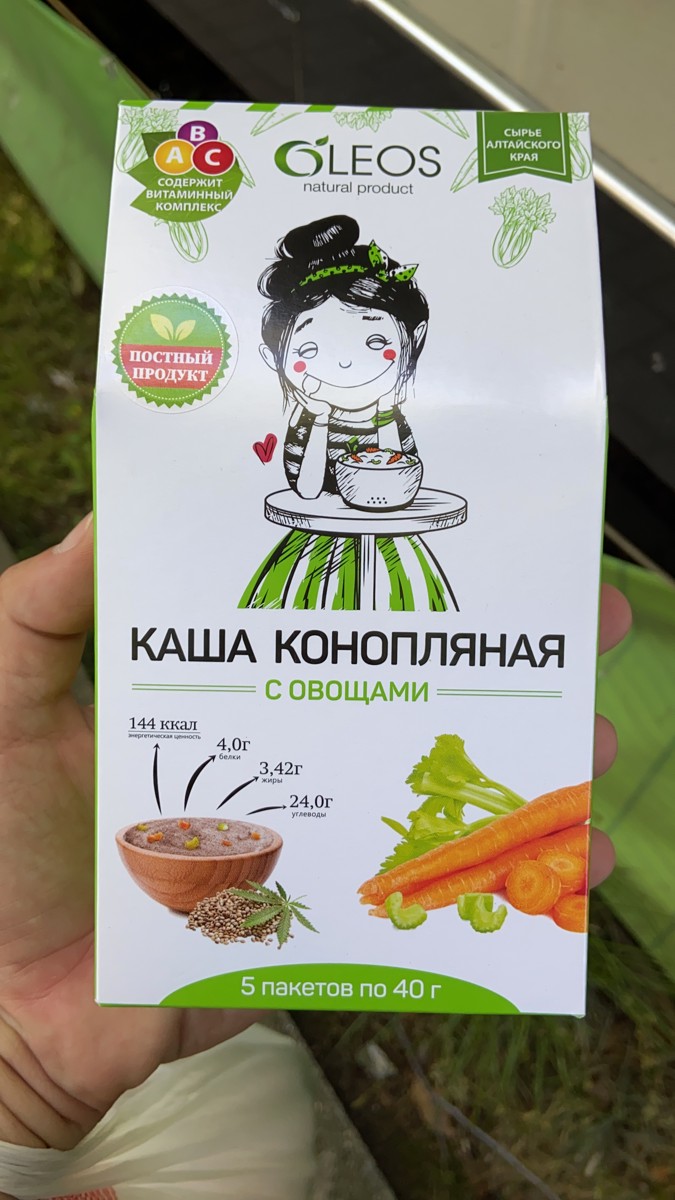 B
A C
СОДЕРЖИТ
ВИТАМИННЫЙ
КОМПЛЕКС
OLEOS
natural product
СЫРЬЕ
АЛТАЙСКОГО
КРАЯ
ПОСТНЫЙ
ПРОДУКТ
КАША КОНОПЛЯНАЯ
С ОВОЩАМИ
144 ккал
энергетическая ценность
4,0г
белки
3,42г
жиры
24,0г
углеводы
5 пакетов по 40 г